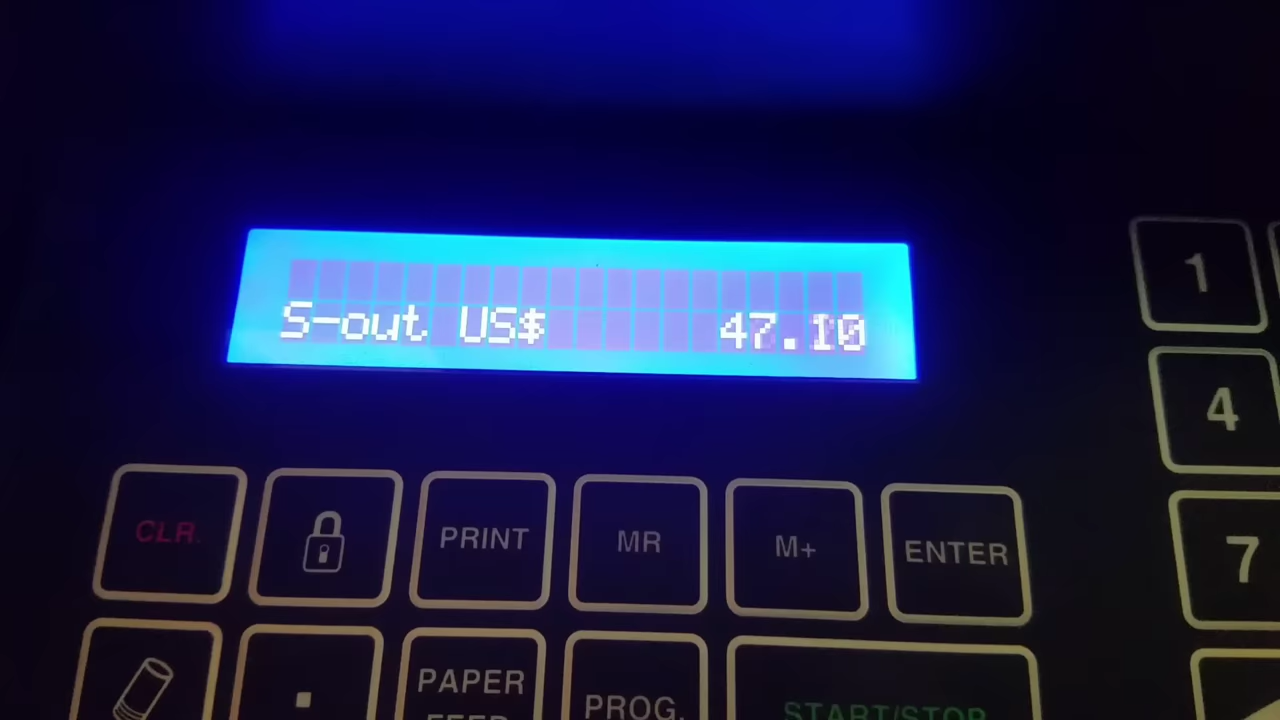 S-out US$ 47.10
1
4
CLR. PRINT MR M+ ENTER
7
PAPER
PROG.
START/STOP